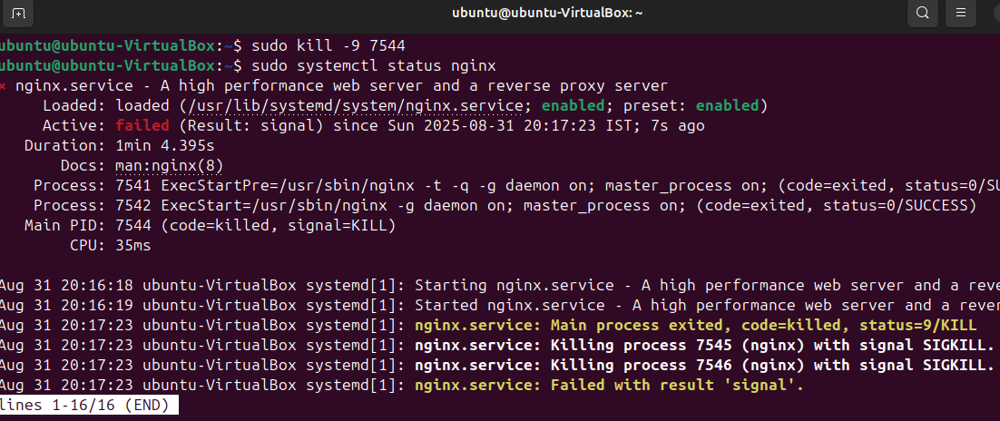 ubuntu@ubuntu-VirtualBox: ~
ubuntu@ubuntu-VirtualBox:~$ sudo kill -9 7544
ubuntu@ubuntu-VirtualBox:~$ sudo systemctl status nginx
× nginx.service - A high performance web server and a reverse proxy server
Loaded: loaded (/usr/lib/systemd/system/nginx.service; enabled; preset: enabled)
Active: failed (Result: signal) since Sun 2025-08-31 20:17:23 IST; 7s ago
Duration: 1min 4.395s
Docs: man:nginx(8)
Process: 7541 ExecStartPre=/usr/sbin/nginx -t -q -g daemon on; master_process on; (code=exited, status=0/SU
Process: 7542 ExecStart=/usr/sbin/nginx -g daemon on; master_process on; (code=exited, status=0/SUCCESS)
Main PID: 7544 (code=killed, signal=KILL)
CPU: 35ms
Aug 31 20:16:18 ubuntu-VirtualBox systemd[1]: Starting nginx.service - A high performance web server and a reve
Aug 31 20:16:19 ubuntu-VirtualBox systemd[1]: Started nginx.service - A high performance web server and a rever
Aug 31 20:17:23 ubuntu-VirtualBox systemd[1]: nginx.service: Main process exited, code=killed, status=9/KILL
Aug 31 20:17:23 ubuntu-VirtualBox systemd[1]: nginx.service: Killing process 7545 (nginx) with signal SIGKILL.
Aug 31 20:17:23 ubuntu-VirtualBox systemd[1]: nginx.service: Killing process 7546 (nginx) with signal SIGKILL.
Aug 31 20:17:23 ubuntu-VirtualBox systemd[1]: nginx.service: Failed with result 'signal'.
lines 1-16/16 (END)